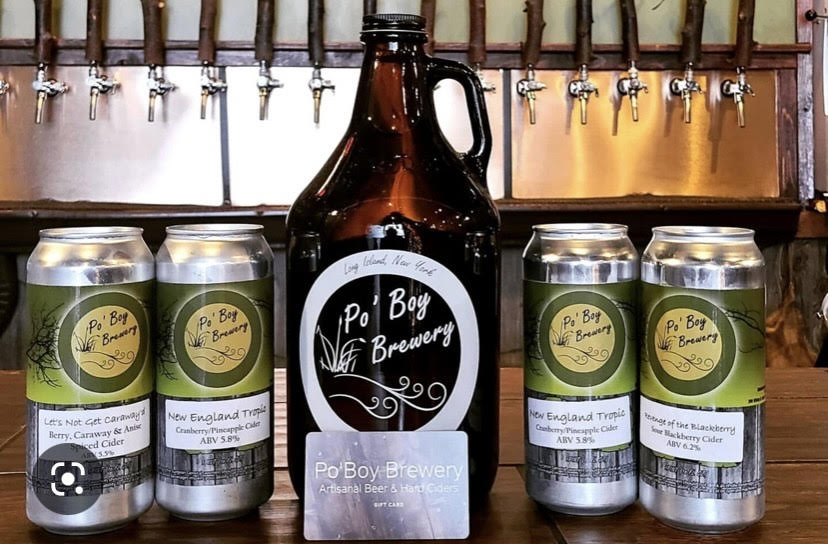 Po' Boy
Brewery
Let's Not Get Caraway'd
Berry, Caraway & Anise
Spiced Cider
ABV 5.5%
Po' Boy
Brewery
New England Tropic
Cranberry/Pineapple Cider
ABV 5.8%
Long Island, New York
Po' Boy
Brewery
Po'Boy Brewery
Artisanal Beer & Hard Ciders
GIFT CARD
Po' Boy
Brewery
New England Tropic
Cranberry/Pineapple Cider
ABV 5.8%
Po' Boy
Brewery
Revenge of the Blackberry
Sour Blackberry Cider
ABV 6.2%